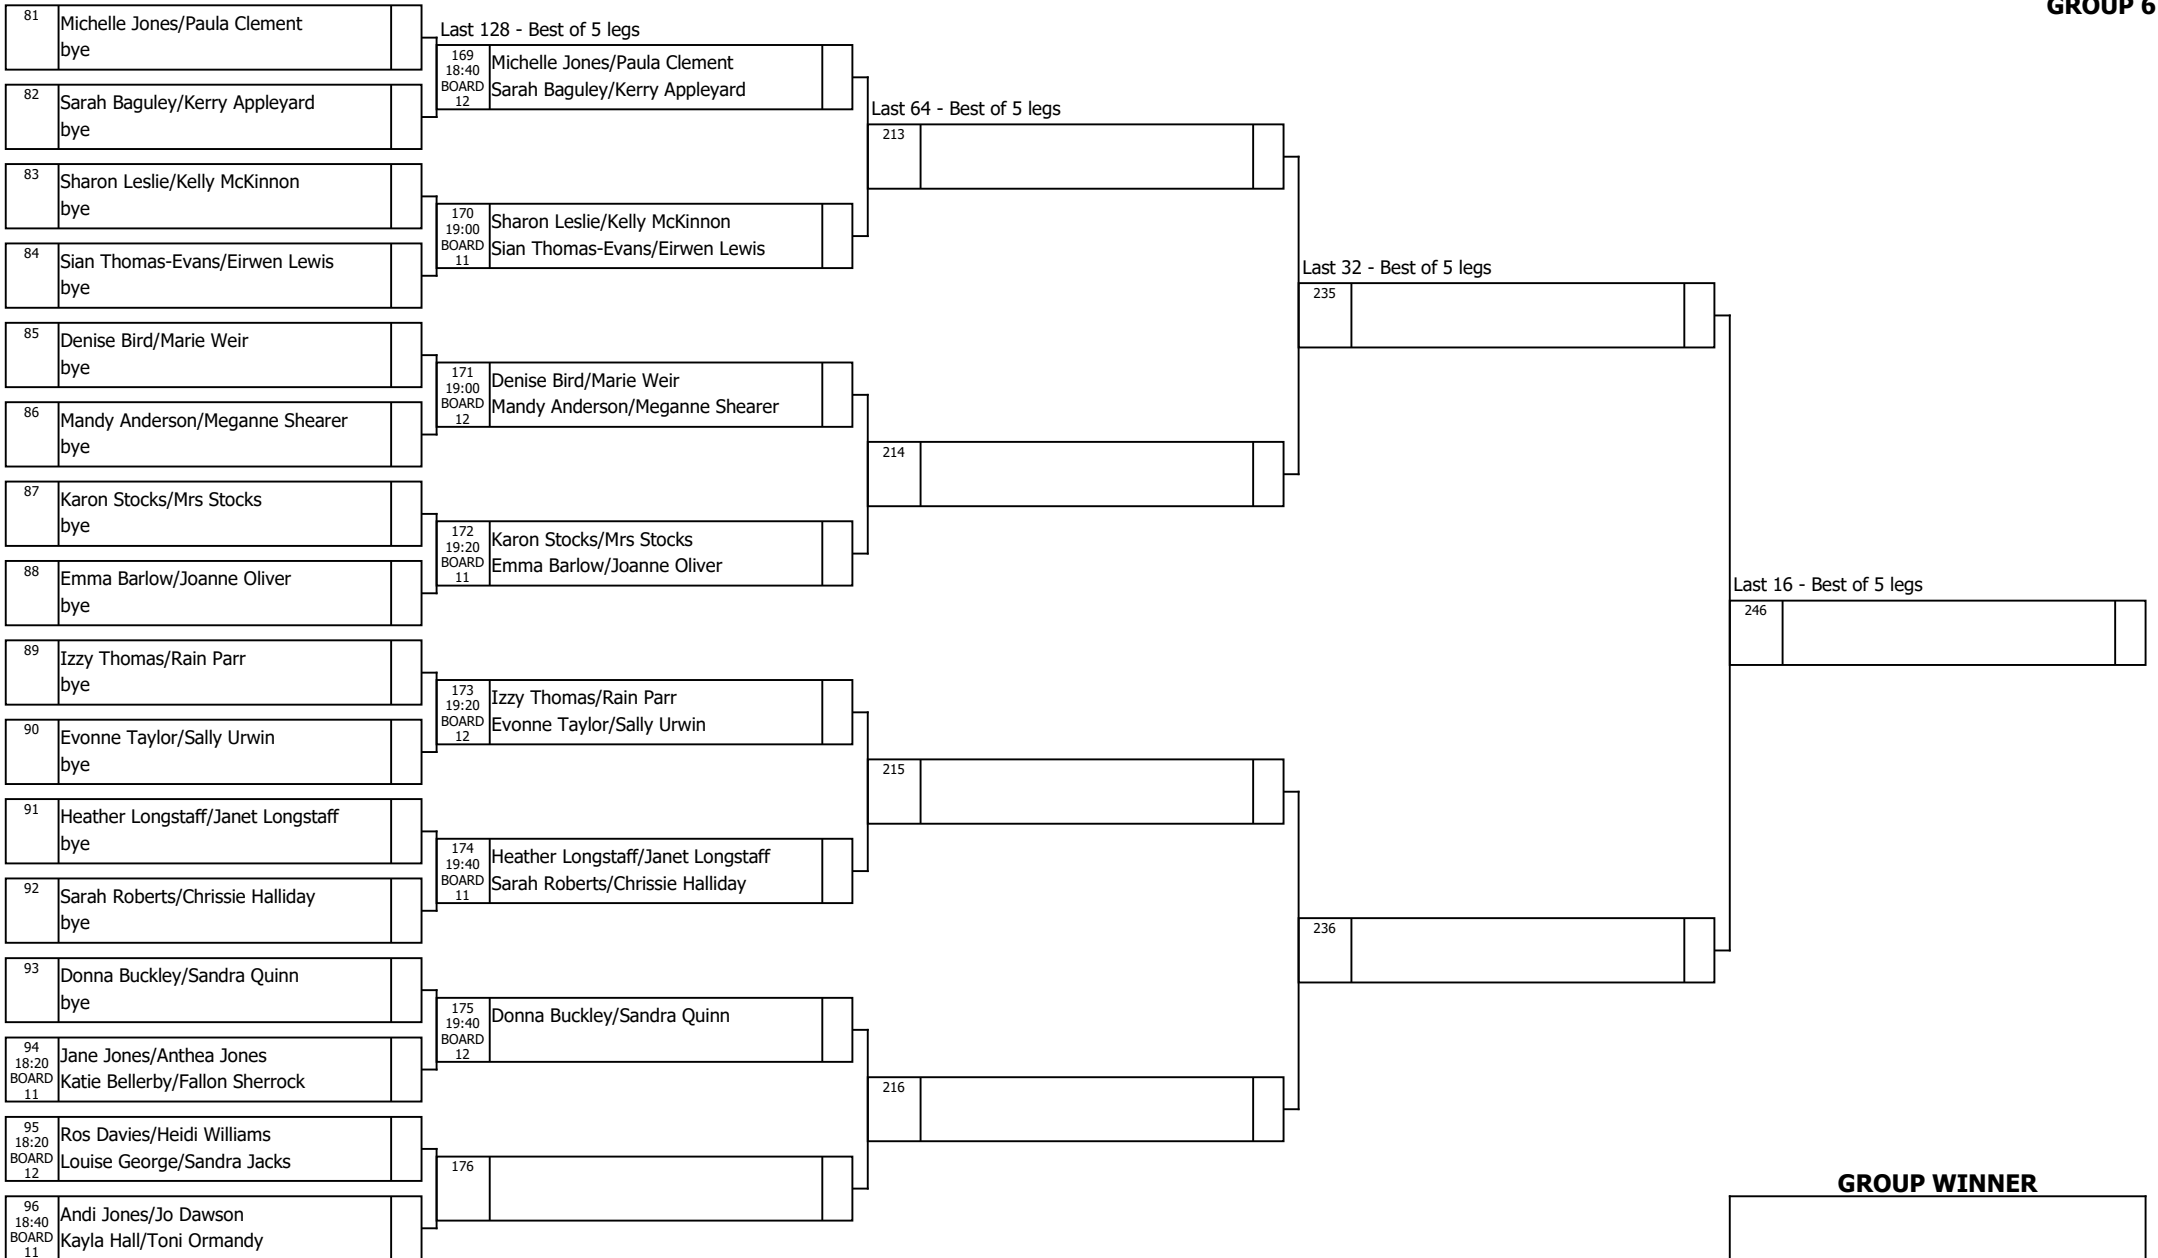 GROUP 6
81
Michelle Jones/Paula Clement
bye
82
Sarah Baguley/Kerry Appleyard
bye
83
Sharon Leslie/Kelly McKinnon
bye
84
Sian Thomas-Evans/Eirwen Lewis
bye
85
Denise Bird/Marie Weir
bye
86
Mandy Anderson/Meganne Shearer
bye
87
Karon Stocks/Mrs Stocks
bye
88
Emma Barlow/Joanne Oliver
bye
89
Izzy Thomas/Rain Parr
bye
90
Evonne Taylor/Sally Urwin
bye
91
Heather Longstaff/Janet Longstaff
bye
92
Sarah Roberts/Chrissie Halliday
bye
93
Donna Buckley/Sandra Quinn
bye
94
18:20
BOARD
11
Jane Jones/Anthea Jones
Katie Bellerby/Fallon Sherrock
95
18:20
BOARD
12
Ros Davies/Heidi Williams
Louise George/Sandra Jacks
96
18:40
BOARD
11
Andi Jones/Jo Dawson
Kayla Hall/Toni Ormandy
Last 128 - Best of 5 legs
169
18:40
BOARD
12
Michelle Jones/Paula Clement
Sarah Baguley/Kerry Appleyard
170
19:00
BOARD
11
Sharon Leslie/Kelly McKinnon
Sian Thomas-Evans/Eirwen Lewis
171
19:00
BOARD
12
Denise Bird/Marie Weir
Mandy Anderson/Meganne Shearer
172
19:20
BOARD
11
Karon Stocks/Mrs Stocks
Emma Barlow/Joanne Oliver
173
19:20
BOARD
12
Izzy Thomas/Rain Parr
Evonne Taylor/Sally Urwin
174
19:40
BOARD
11
Heather Longstaff/Janet Longstaff
Sarah Roberts/Chrissie Halliday
175
19:40
BOARD
12
Donna Buckley/Sandra Quinn
176
Last 64 - Best of 5 legs
213
214
215
216
Last 32 - Best of 5 legs
235
236
Last 16 - Best of 5 legs
246
GROUP WINNER